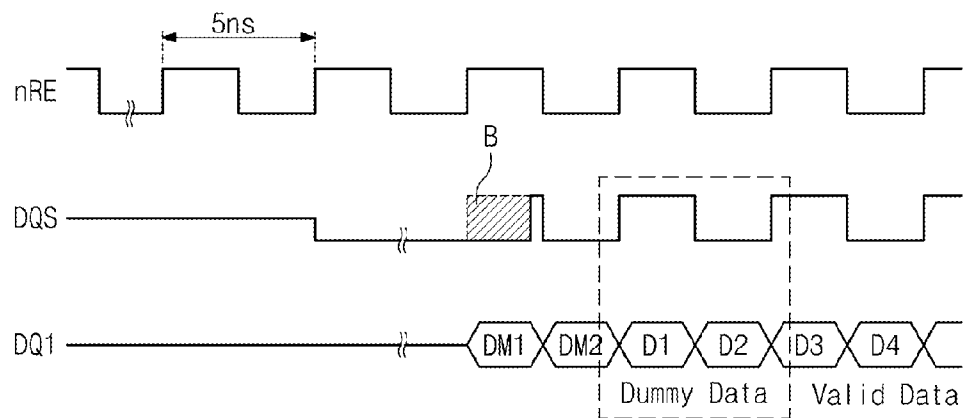 5ns
nRE
B
DQS
DQ1 DM1 DM2 D1 D2 D3 D4
Dummy Data Valid Data